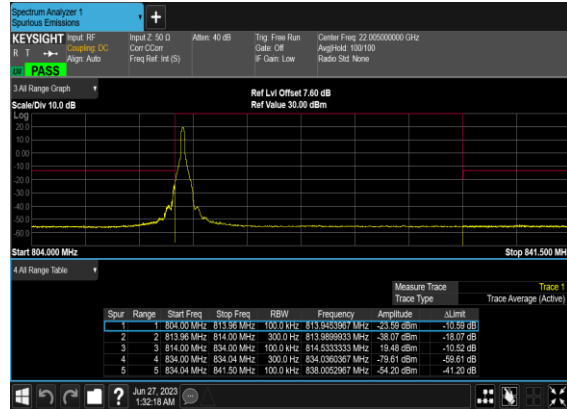 Spectrum Analyzer 1
Spurious Emissions
+
KEYSIGHT Input: RF Input Z: 50 Ω Atten: 40 dB Trig: Free Run Center Freq: 22.005000000 GHz
R T Coupling: DC Corr CCorr Gate: Off Avg|Hold: 100/100
Align: Auto Freq Ref: Int (S) IF Gain: Low Radio Std: None
PASS
3 All Range Graph Ref Lvl Offset 7.60 dB
Scale/Div 10.0 dB Ref Value 30.00 dBm
Log
20.0
10.0
0.00
-10.0
-20.0
-30.0
-40.0
-50.0
-60.0
Start 804.000 MHz Stop 841.500 MH
4 All Range Table
Measure Trace Trace 1
Trace Type Trace Average (Active)
Spur Range Start Freq Stop Freq RBW Frequency Amplitude ΔLimit
1 1 804.00 MHz 813.96 MHz 100.0 kHz 813.9453967 MHz -23.59 dBm -10.59 dB
2 2 813.96 MHz 814.00 MHz 300.0 Hz 813.9899933 MHz -38.07 dBm -18.07 dB
3 3 814.00 MHz 834.00 MHz 100.0 kHz 814.5333333 MHz 19.48 dBm -10.52 dB
4 4 834.00 MHz 834.04 MHz 300.0 Hz 834.0360367 MHz -79.61 dBm -59.61 dB
5 5 834.04 MHz 841.50 MHz 100.0 kHz 838.0052967 MHz -54.20 dBm -41.20 dB
? Jun 27, 2023
1:32:18 AM